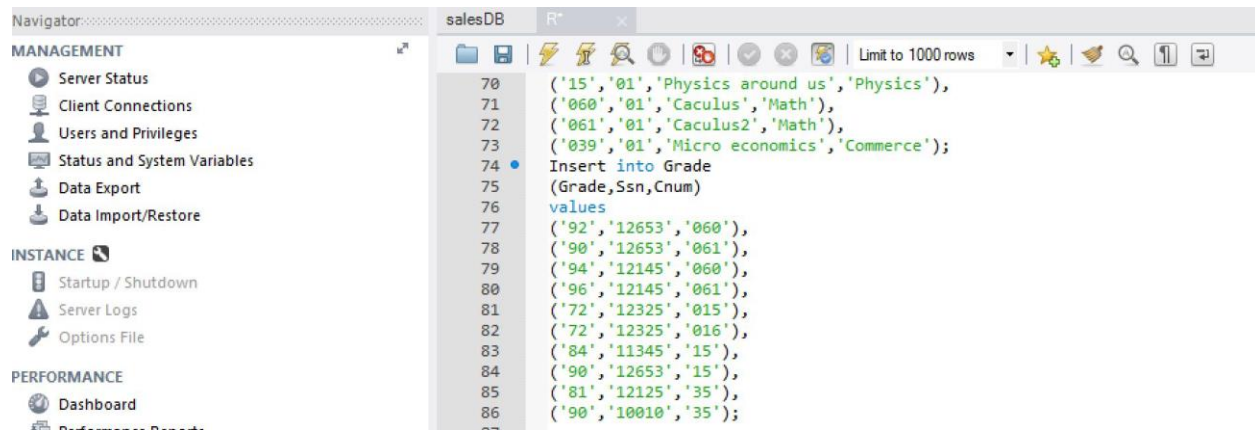 Navigator
salesDB
R*
MANAGEMENT
Server Status
Client Connections
Users and Privileges
Status and System Variables
Data Export
Data Import/Restore
INSTANCE
Startup / Shutdown
Server Logs
Options File
PERFORMANCE
Dashboard
Performance Reports
Limit to 1000 rows
70 ('15','01','Physics around us','Physics'),
71 ('060','01','Caculus','Math'),
72 ('061','01','Caculus2','Math'),
73 ('039','01','Micro economics','Commerce');
74 Insert into Grade
75 (Grade,Ssn,Cnum)
76 values
77 ('92','12653','060'),
78 ('90','12653','061'),
79 ('94','12145','060'),
80 ('96','12145','061'),
81 ('72','12325','015'),
82 ('72','12325','016'),
83 ('84','11345','15'),
84 ('90','12653','15'),
85 ('81','12125','35'),
86 ('90','10010','35');
87